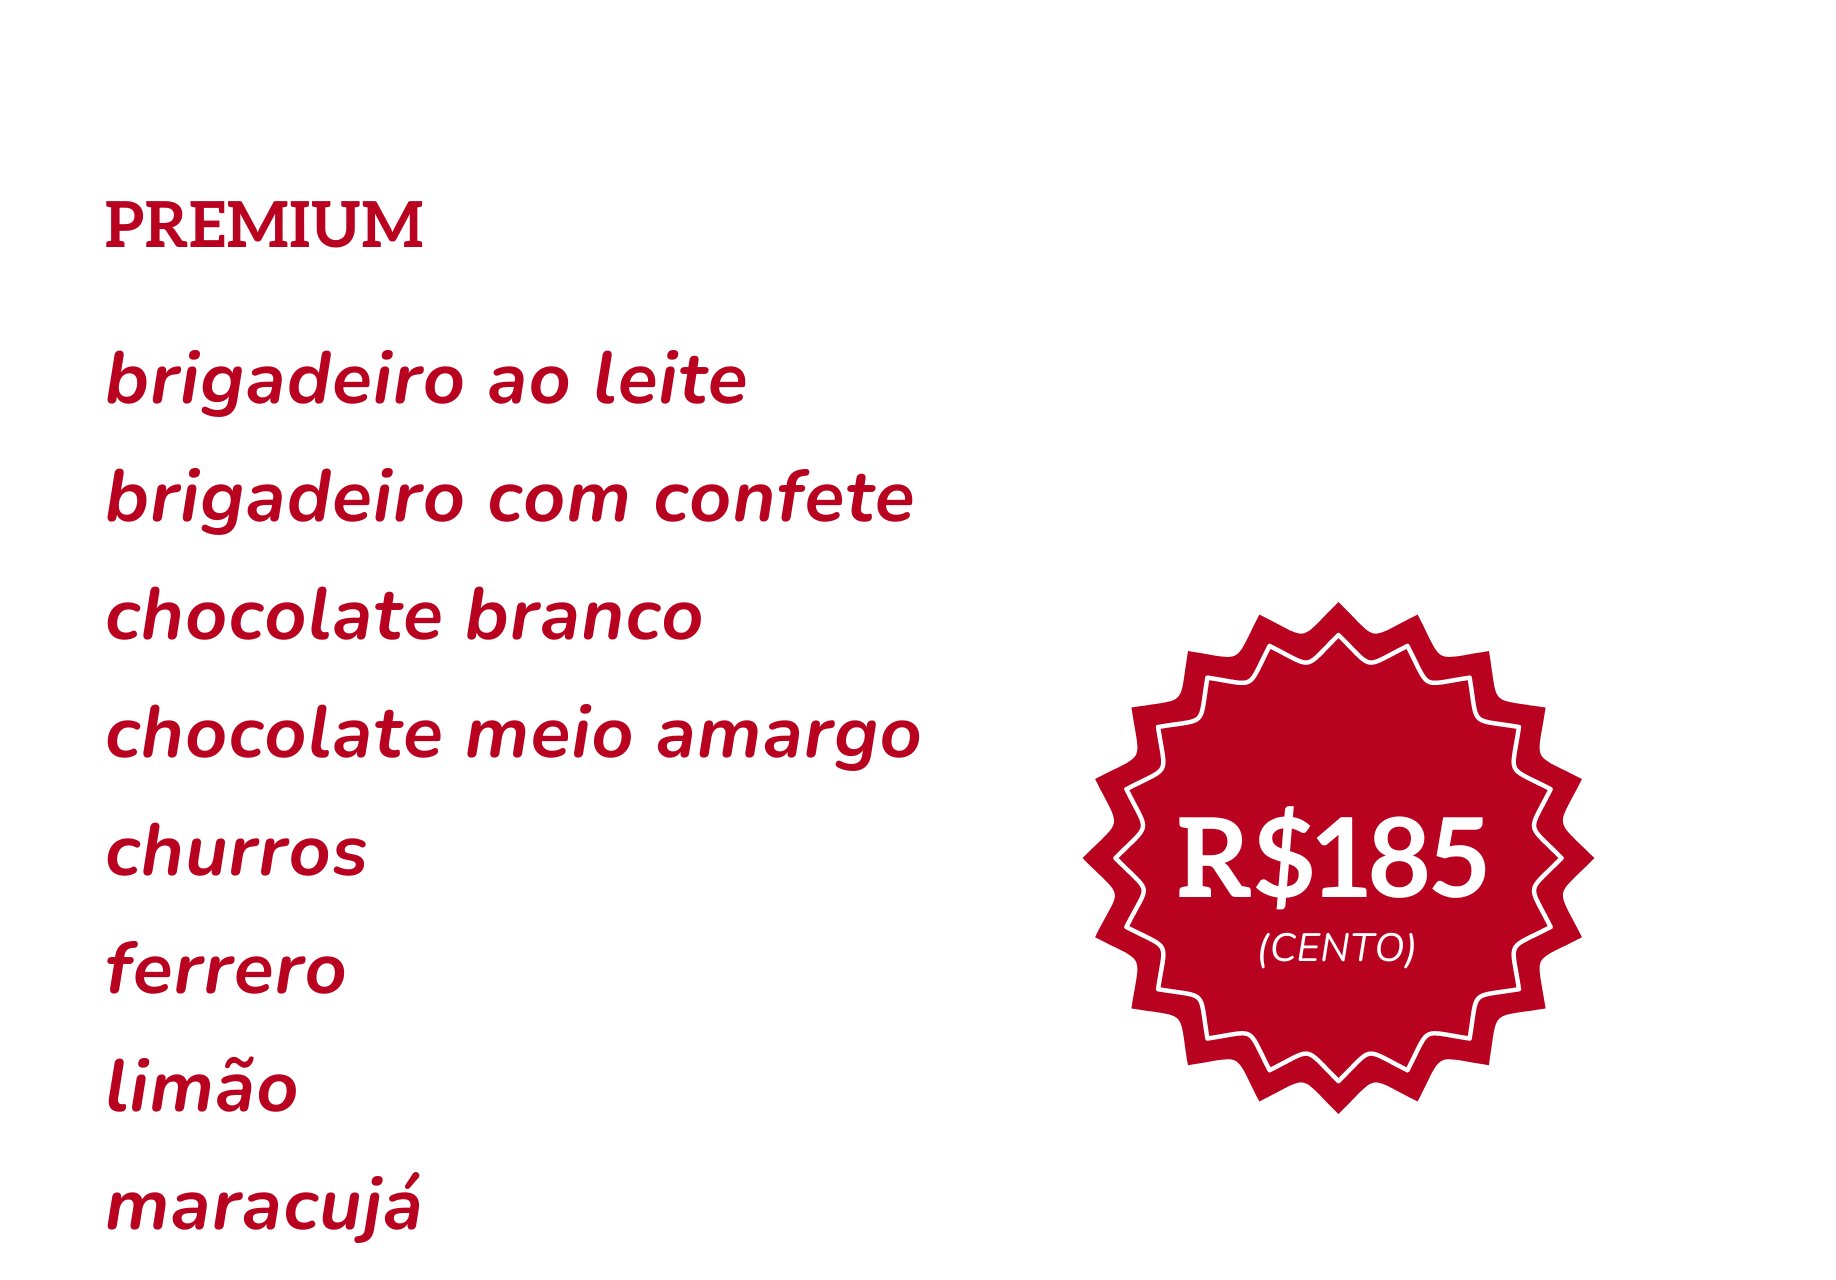 PREMIUM
brigadeiro ao leite
brigadeiro com confete
chocolate branco
chocolate meio amargo
churros
ferrero
limão
maracujá
R$185
(CENTO)